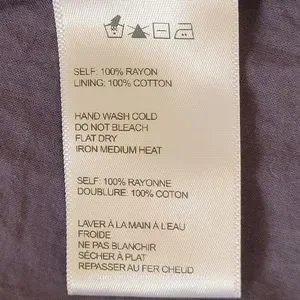 SELF: 100% RAYON
LINING: 100% COTTON
HAND WASH COLD
DO NOT BLEACH
FLAT DRY
IRON MEDIUM HEAT
SELF: 100% RAYONNE
DOUBLURE: 100% COTON
LAVER À LA MAIN À L'EAU
FROIDE
NE PAS BLANCHIR
SÉCHER À PLAT
REPASSER AU FER CHEUD